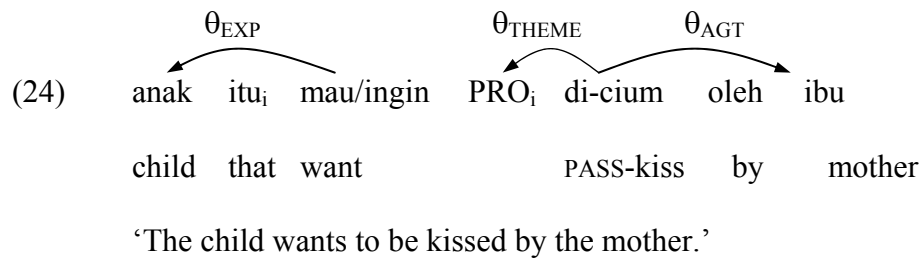 θEXP θTHEME θAGT
(24) anak ituᵢ mau/ingin PROᵢ di-cium oleh ibu
child that want PASS-kiss by mother
‘The child wants to be kissed by the mother.’